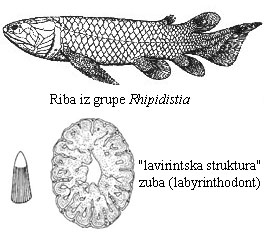 Riba iz grupe Rhipidistia
"lavirintska struktura"
zuba (labyrinthodont)